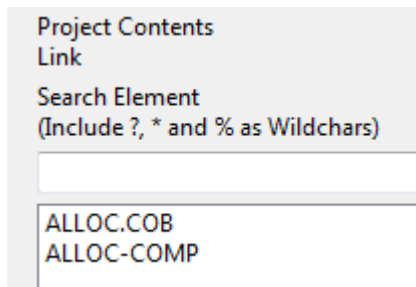 Project Contents
Link
Search Element
(Include ?, * and % as Wildchars)
ALLOC.COB
ALLOC-COMP